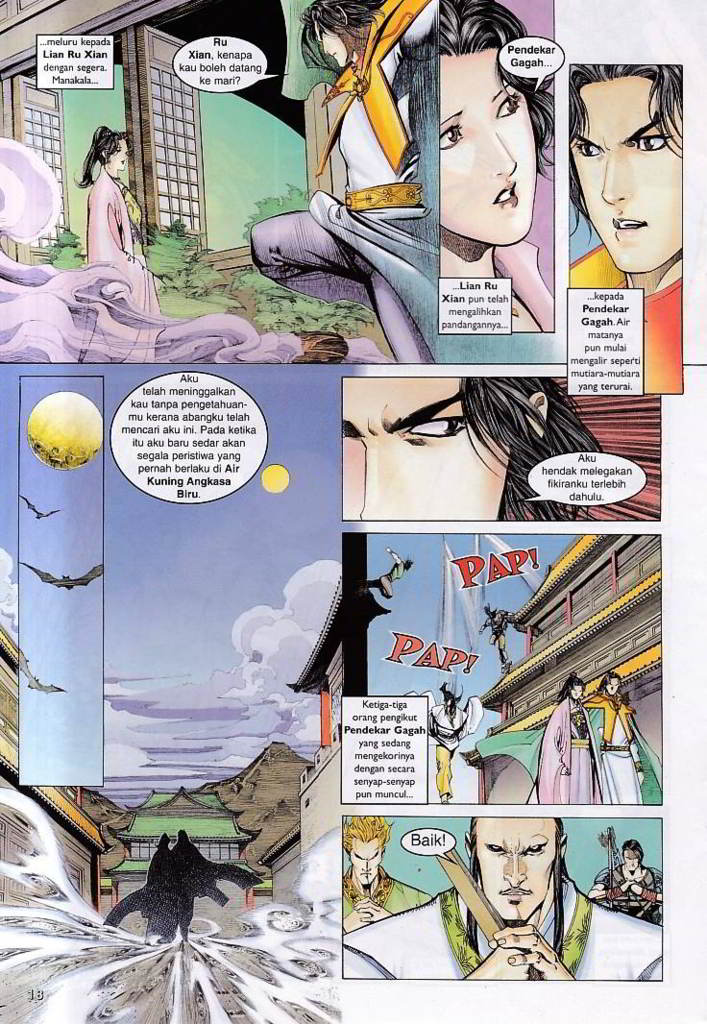 ...meluru kepada
Lian Ru Xian
dengan segera.
Manakala...
Ru
Xian, kenapa
kau boleh datang
ke mari?
Pendekar
Gagah...
...Lian Ru
Xian pun telah
mengalihkan
pandangannya...
...kepada
Pendekar
Gagah. Air
matanya
pun mulai
mengalir seperti
mutiara-mutiara
yang terurai.
Aku
telah meninggalkan
kau tanpa pengetahuan-
mu kerana abangku telah
mencari aku ini. Pada ketika
itu aku baru sedar akan
segala peristiwa yang
pernah berlaku di Air
Kuning Angkasa
Biru.
Aku
hendak melegakan
fikiranku terlebih
dahulu.
PAP!
PAP!
Ketiga-tiga
orang pengikut
Pendekar Gagah
yang sedang
mengekorinya
dengan secara
senyap-senyap
pun muncul...
Baik!
18